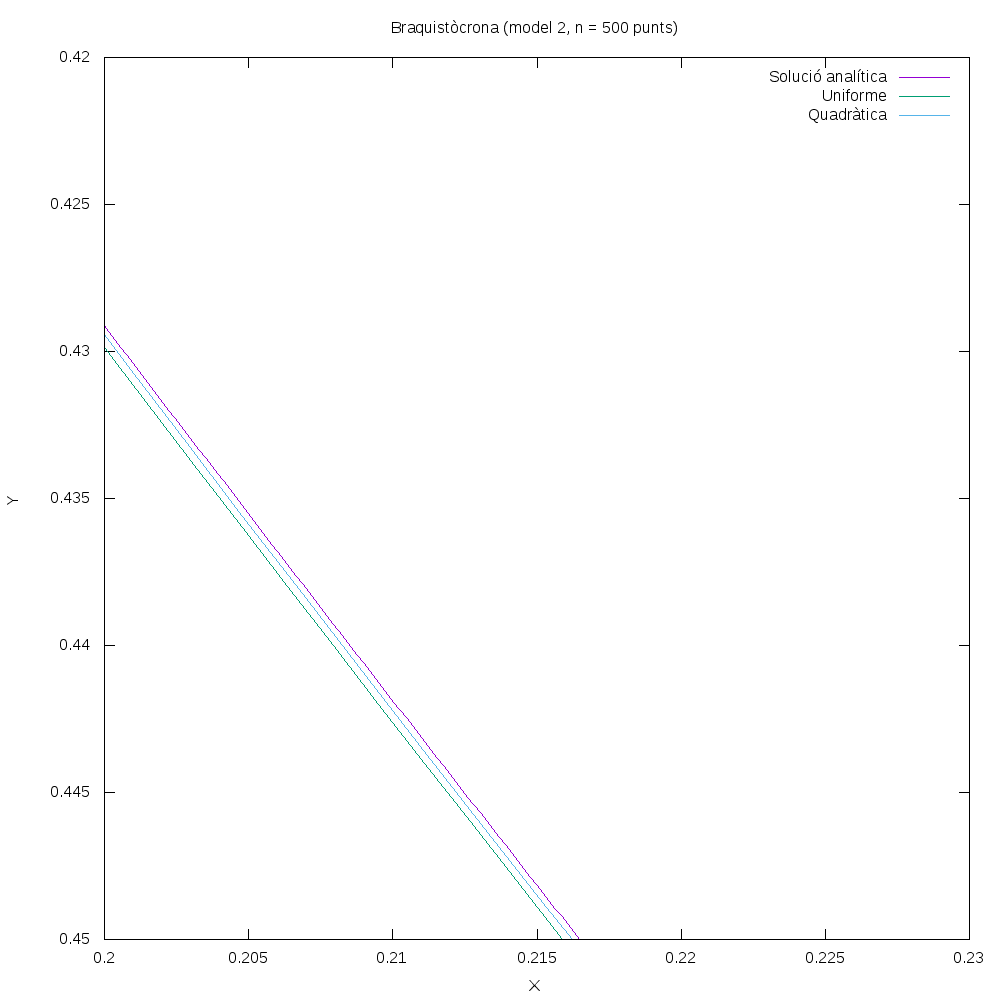 Braquistòcrona (model 2, n = 500 punts)
0.42
Solució analítica
Uniforme
Quadràtica
0.425
0.43
0.435
Y
0.44
0.445
0.45
0.2 0.205 0.21 0.215 0.22 0.225 0.23
X